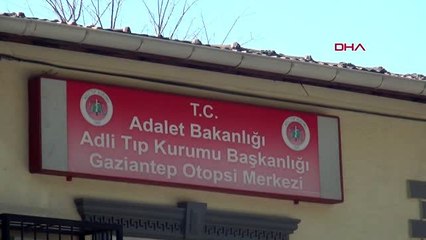 DHA
T.C.
Adalet Bakanlığı
Adli Tıp Kurumu Başkanlığı
Gaziantep Otopsi Merkezi